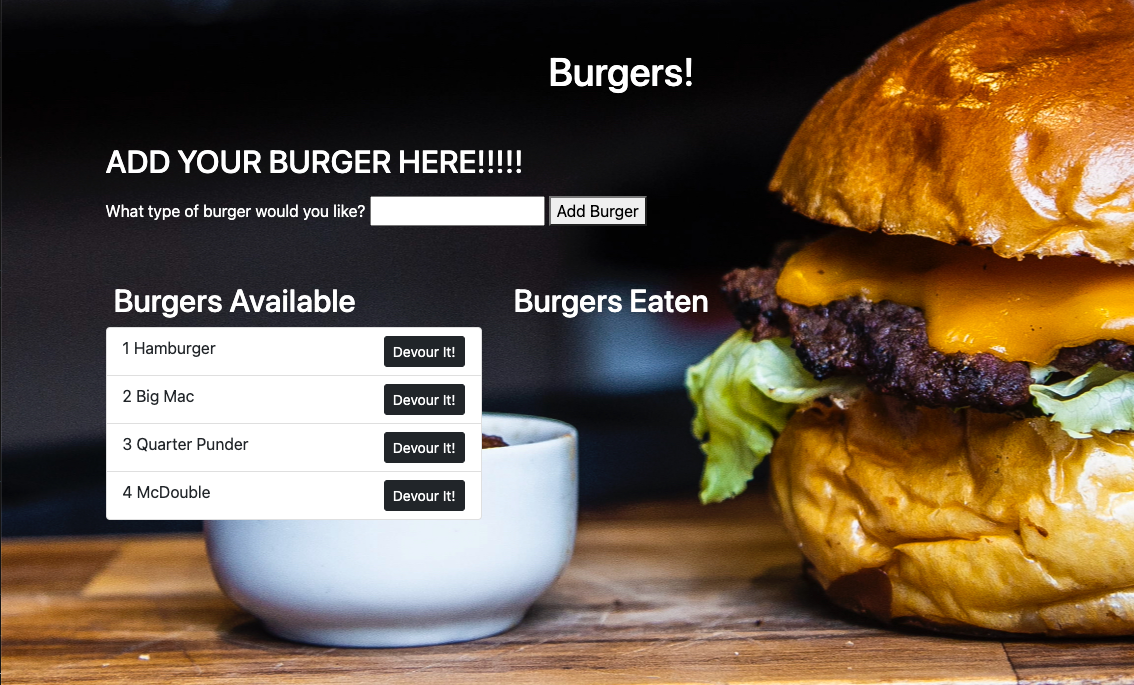 Burgers!
ADD YOUR BURGER HERE!!!!!
What type of burger would you like? Add Burger
Burgers Available
Burgers Eaten
1 Hamburger Devour It!
2 Big Mac Devour It!
3 Quarter Punder Devour It!
4 McDouble Devour It!